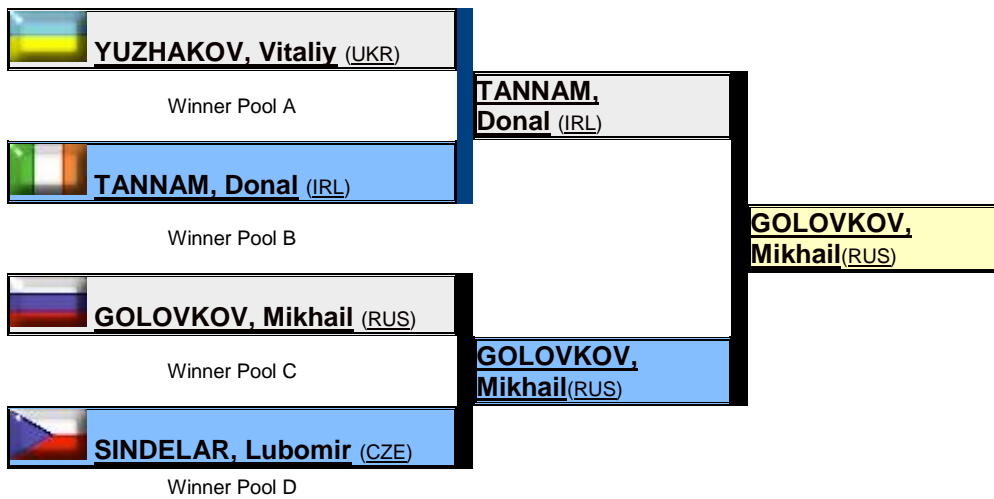 YUZHAKOV, Vitaliy (UKR)
Winner Pool A
TANNAM, Donal (IRL)
Winner Pool B
GOLOVKOV, Mikhail (RUS)
Winner Pool C
SINDELAR, Lubomir (CZE)
Winner Pool D
TANNAM,
Donal (IRL)
GOLOVKOV,
Mikhail(RUS)
GOLOVKOV,
Mikhail(RUS)